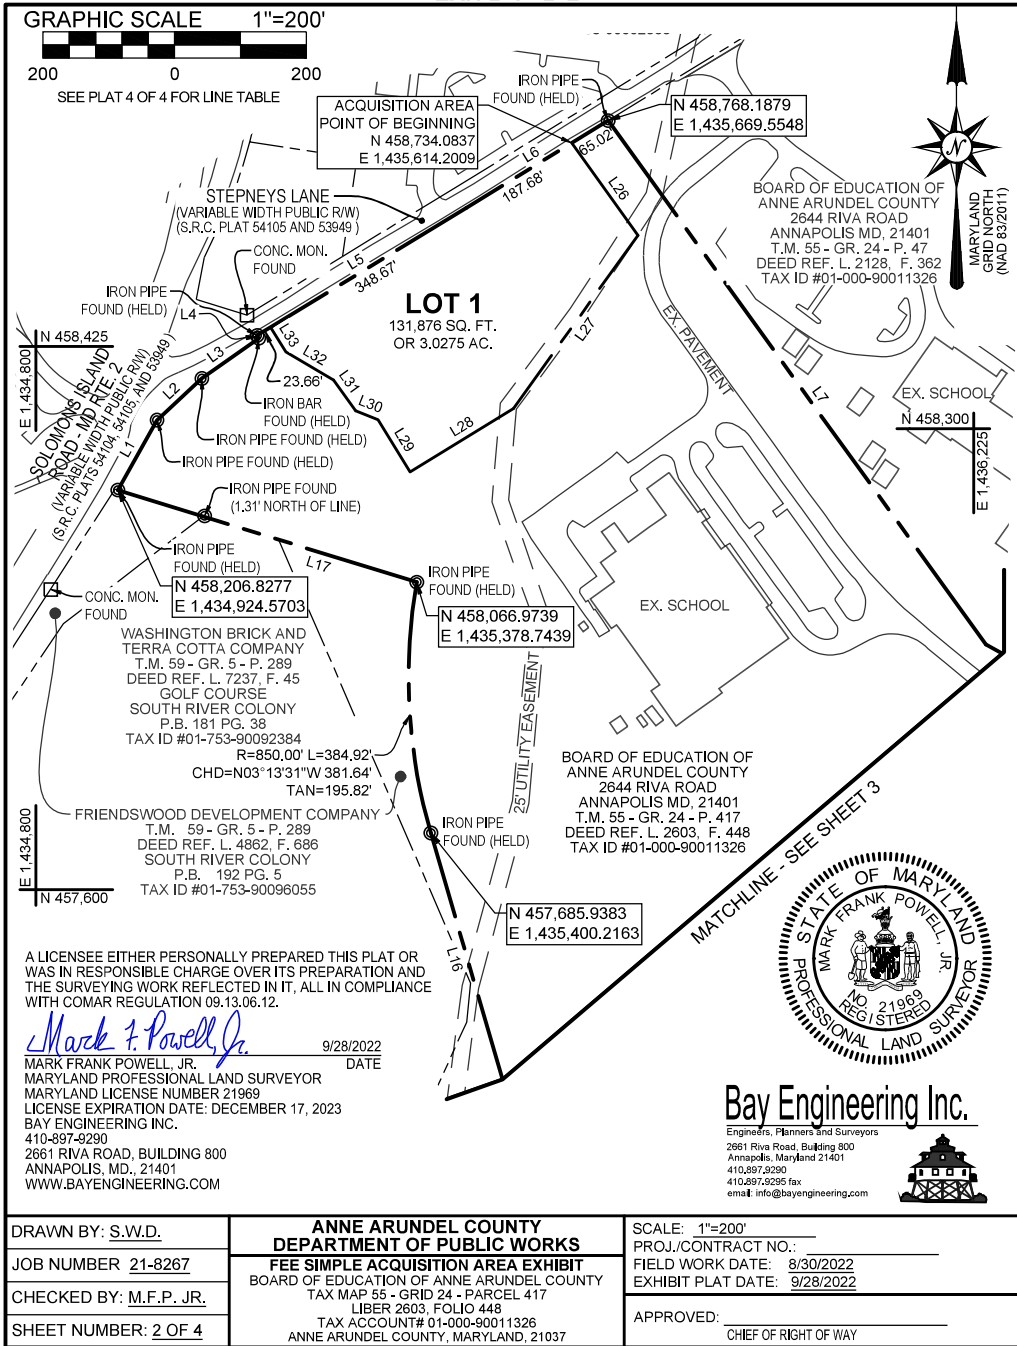 GRAPHIC SCALE 1"=200'
200 0 200
SEE PLAT 4 OF 4 FOR LINE TABLE
ACQUISITION AREA
POINT OF BEGINNING
N 458,734.0837
E 1,435,614.2009
IRON PIPE
FOUND (HELD)
N 458,768.1879
E 1,435,669.5548
N
MARYLAND
GRID NORTH
(NAD 83/2011)
65.02'
L6
187.68'
L26
STEPNEYS LANE
(VARIABLE WIDTH PUBLIC R/W)
(S.R.C. PLAT 54105 AND 53949 )
BOARD OF EDUCATION OF
ANNE ARUNDEL COUNTY
2644 RIVA ROAD
ANNAPOLIS MD, 21401
T.M. 55 - GR. 24 - P. 47
DEED REF. L. 2128, F. 362
TAX ID #01-000-90011326
CONC. MON.
FOUND
L5
348.67'
IRON PIPE
FOUND (HELD)
L4
LOT 1
131,876 SQ. FT.
OR 3.0275 AC.
EX. PAVEMENT
L27
N 458,425
E 1,434,800
SOLOMONS ISLAND
ROAD - MD RTE. 2
(VARIABLE WIDTH PUBLIC R/W)
(S.R.C. PLATS 54104, 54105, AND 53949 )
L3
L33
L32
23.66'
L31
L30
L2
IRON BAR
FOUND (HELD)
L7
EX. SCHOOL
N 458,300
E 1,436,225
IRON PIPE FOUND (HELD)
L1
L29
L28
IRON PIPE FOUND (HELD)
IRON PIPE FOUND
(1.31' NORTH OF LINE)
IRON PIPE
FOUND (HELD)
L17
N 458,206.8277
E 1,434,924.5703
IRON PIPE
FOUND (HELD)
N 458,066.9739
E 1,435,378.7439
CONC. MON.
FOUND
EX. SCHOOL
WASHINGTON BRICK AND
TERRA COTTA COMPANY
T.M. 59 - GR. 5 - P. 289
DEED REF. L. 7237, F. 45
GOLF COURSE
SOUTH RIVER COLONY
P.B. 181 PG. 38
TAX ID #01-753-90092384
R=850.00' L=384.92'
CHD=N03°13'31"W 381.64'
TAN=195.82'
25' UTILITY EASEMENT
BOARD OF EDUCATION OF
ANNE ARUNDEL COUNTY
2644 RIVA ROAD
ANNAPOLIS MD, 21401
T.M. 55 - GR. 24 - P. 417
DEED REF. L. 2603, F. 448
TAX ID #01-000-90011326
FRIENDSWOOD DEVELOPMENT COMPANY
T.M. 59 - GR. 5 - P. 289
DEED REF. L. 4862, F. 686
SOUTH RIVER COLONY
P.B. 192 PG. 5
TAX ID #01-753-90096055
E 1,434,800
N 457,600
IRON PIPE
FOUND (HELD)
MATCHLINE - SEE SHEET 3
N 457,685.9383
E 1,435,400.2163
L16
STATE OF MARYLAND
MARK FRANK POWELL, JR.
NO. 21969
REGISTERED
PROFESSIONAL LAND SURVEYOR
A LICENSEE EITHER PERSONALLY PREPARED THIS PLAT OR
WAS IN RESPONSIBLE CHARGE OVER ITS PREPARATION AND
THE SURVEYING WORK REFLECTED IN IT, ALL IN COMPLIANCE
WITH COMAR REGULATION 09.13.06.12.
Mark F. Powell, Jr. 9/28/2022
MARK FRANK POWELL, JR. DATE
MARYLAND PROFESSIONAL LAND SURVEYOR
MARYLAND LICENSE NUMBER 21969
LICENSE EXPIRATION DATE: DECEMBER 17, 2023
BAY ENGINEERING INC.
410-897-9290
2661 RIVA ROAD, BUILDING 800
ANNAPOLIS, MD., 21401
WWW.BAYENGINEERING.COM
Bay Engineering Inc.
Engineers, Planners and Surveyors
2661 Riva Road, Building 800
Annapolis, Maryland 21401
410.897.9290
410.897.9295 fax
email: info@bayengineering.com
DRAWN BY: S.W.D.
JOB NUMBER 21-8267
CHECKED BY: M.F.P. JR.
SHEET NUMBER: 2 OF 4
ANNE ARUNDEL COUNTY
DEPARTMENT OF PUBLIC WORKS
FEE SIMPLE ACQUISITION AREA EXHIBIT
BOARD OF EDUCATION OF ANNE ARUNDEL COUNTY
TAX MAP 55 - GRID 24 - PARCEL 417
LIBER 2603, FOLIO 448
TAX ACCOUNT# 01-000-90011326
ANNE ARUNDEL COUNTY, MARYLAND, 21037
SCALE: 1"=200'
PROJ./CONTRACT NO.:
FIELD WORK DATE: 8/30/2022
EXHIBIT PLAT DATE: 9/28/2022
APPROVED:
CHIEF OF RIGHT OF WAY